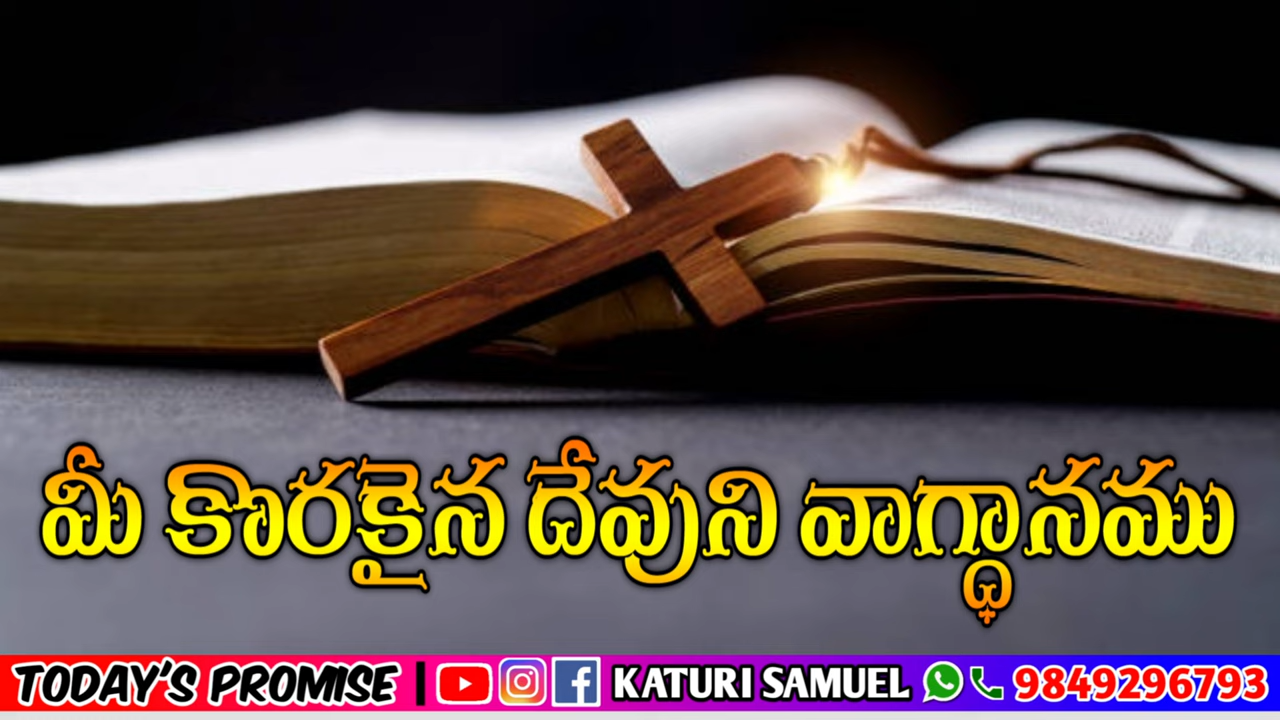 మీ కొరకైన దేవుని వాగ్ధానము
TODAY'S PROMISE | KATURI SAMUEL 9849296793